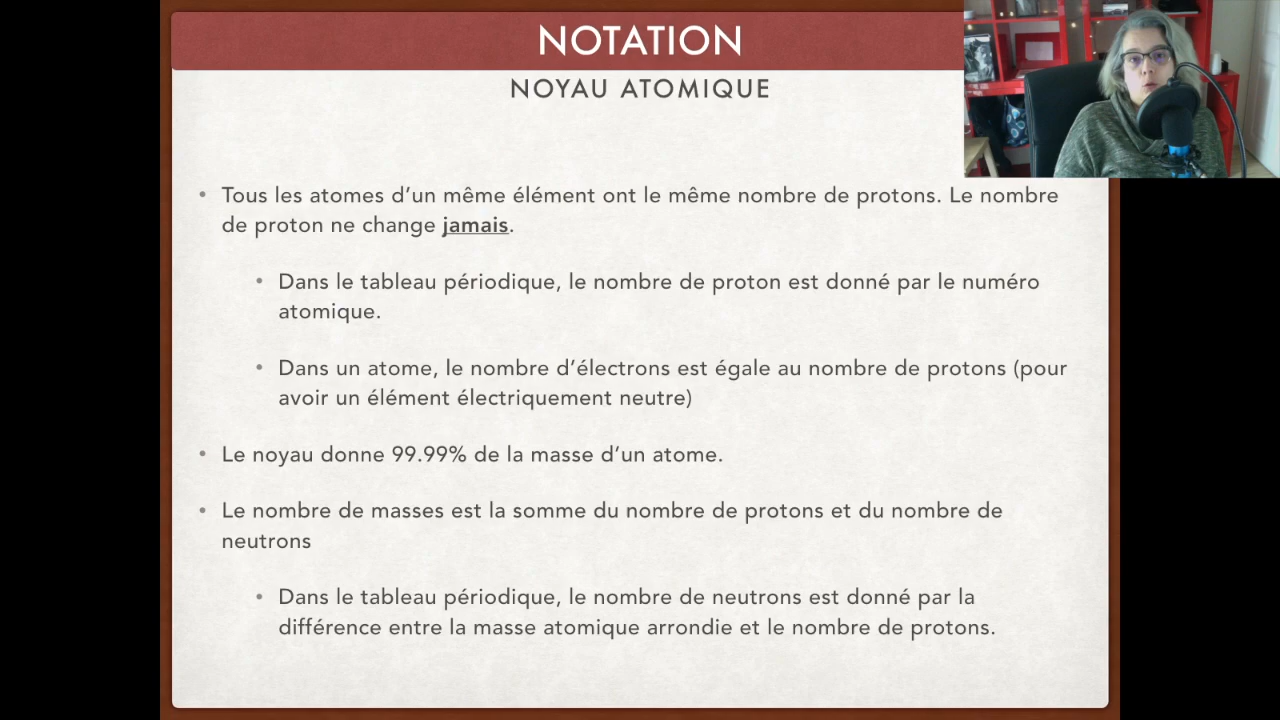 NOTATION
NOYAU ATOMIQUE
• Tous les atomes d’un même élément ont le même nombre de protons. Le nombre
de proton ne change jamais.
• Dans le tableau périodique, le nombre de proton est donné par le numéro
atomique.
• Dans un atome, le nombre d’électrons est égale au nombre de protons (pour
avoir un élément électriquement neutre)
• Le noyau donne 99.99% de la masse d’un atome.
• Le nombre de masses est la somme du nombre de protons et du nombre de
neutrons
• Dans le tableau périodique, le nombre de neutrons est donné par la
différence entre la masse atomique arrondie et le nombre de protons.